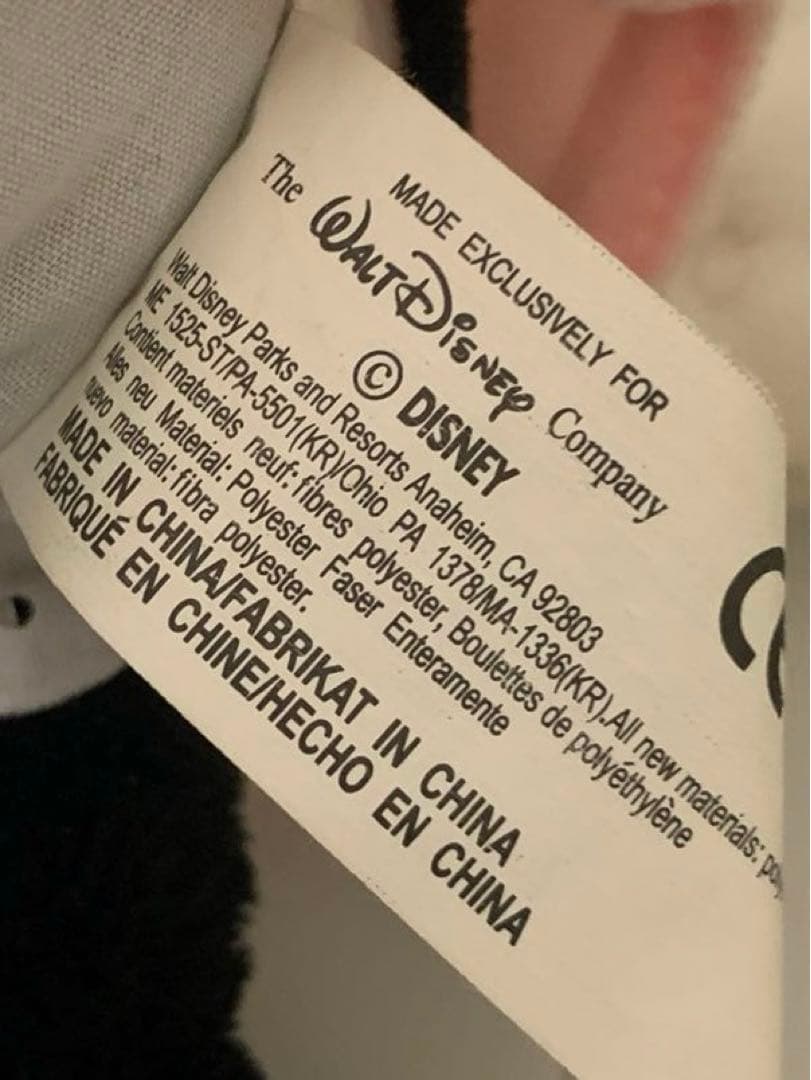 MADE EXCLUSIVELY FOR
The WALT DISNEY Company
© DISNEY
Walt Disney Parks and Resorts Anaheim, CA 92803
ME 1525-ST/PA-5501(KR)/Ohio PA 1378/MA-1336(KR).All new materials:
Contient materiels neuf: fibres polyester, Boulettes de polyéthylène
Alles neu Material: Polyester Faser Enteramente
nuevo material: fibra polyester.
MADE IN CHINA/FABRIKAT IN CHINA
FABRIQUÉ EN CHINE/HECHO EN CHINA